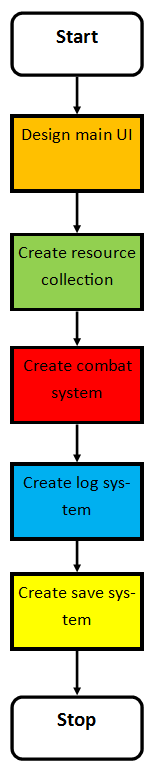 Start
Design main UI
Create resource
collection
Create combat
system
Create log sys-
tem
Create save sys-
tem
Stop